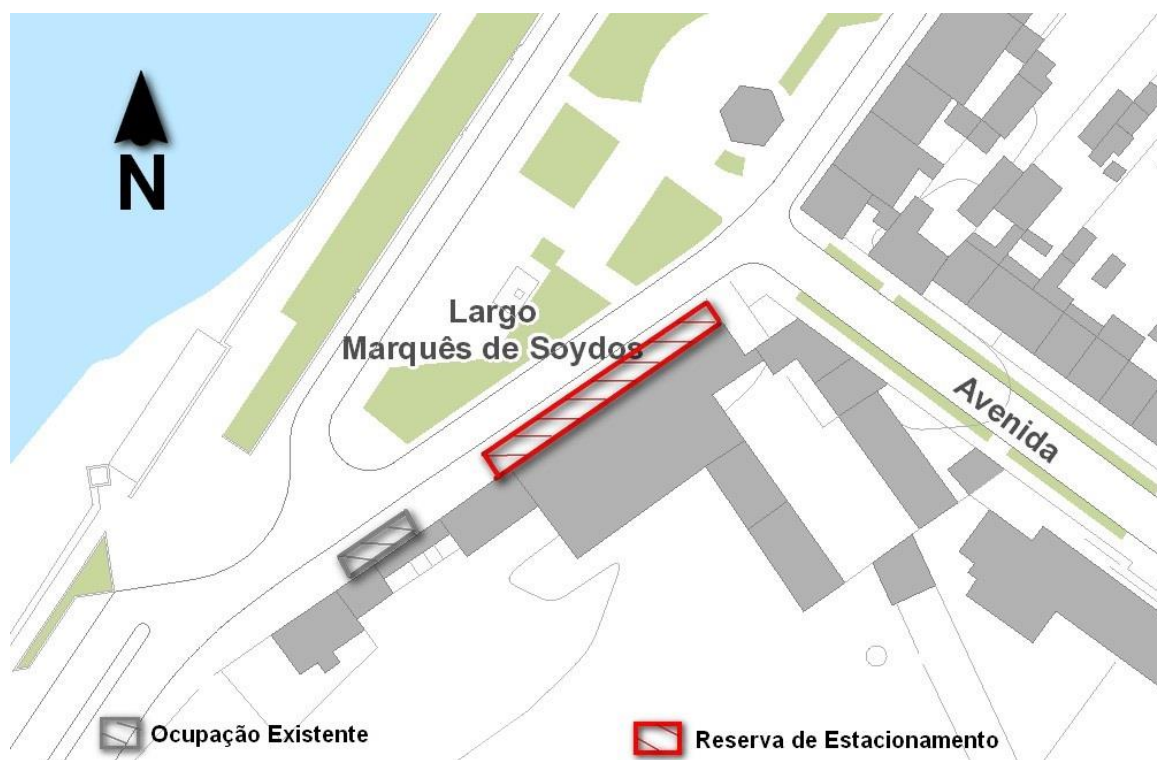 N
Largo
Marquês de Soydos
Avenida
Ocupação Existente
Reserva de Estacionamento